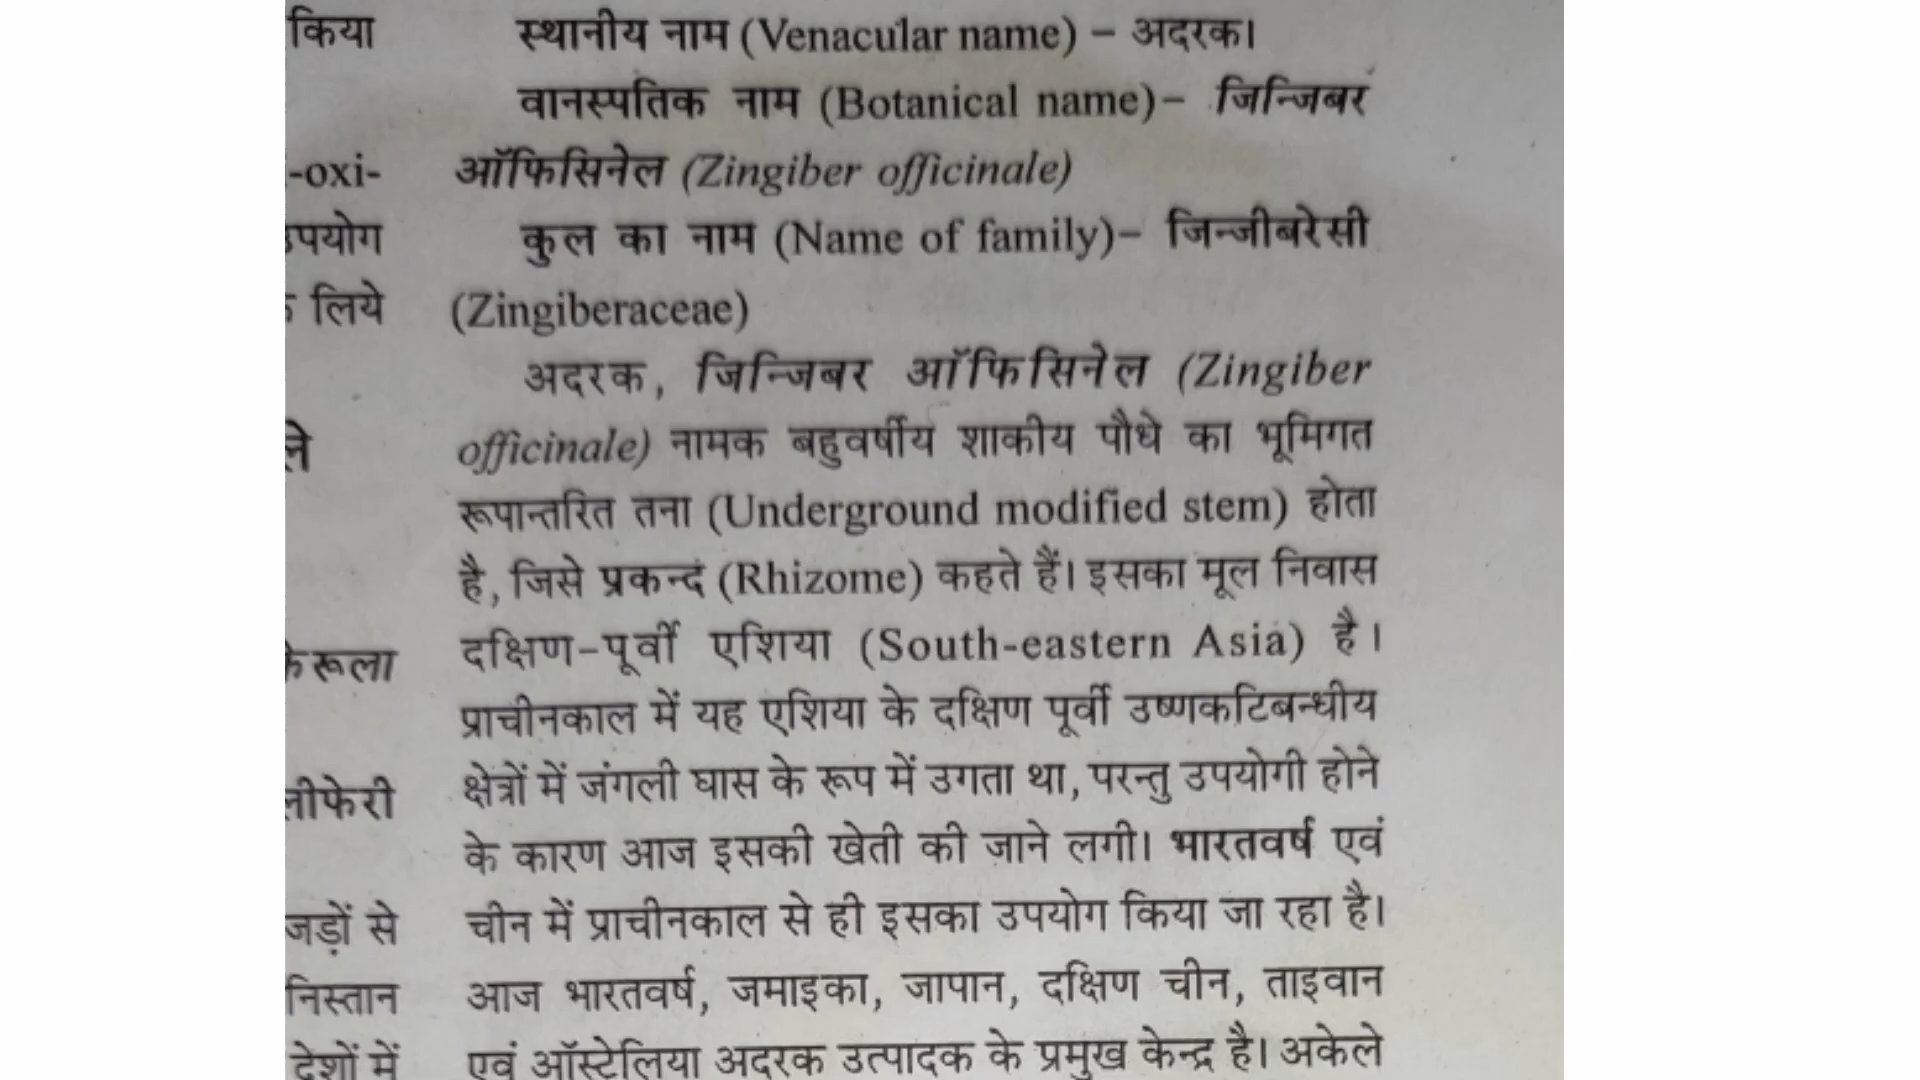 किया
-oxi-
उपयोग
लिये
ने
जड़ों से
देशों में
स्थानीय नाम (Venacular name) – अदरक।
वानस्पतिक नाम (Botanical name)– जिन्जिबर
ऑफिसिनेल (Zingiber officinale)
कुल का नाम (Name of family)– जिन्जीबरेसी
(Zingiberaceae)
अदरक, जिन्जिबर ऑफिसिनेल (Zingiber
officinale) नामक बहुवर्षीय शाकीय पौधे का भूमिगत
रूपान्तरित तना (Underground modified stem) होता
है, जिसे प्रकन्द (Rhizome) कहते हैं। इसका मूल निवास
दक्षिण-पूर्वी एशिया (South-eastern Asia) है।
प्राचीनकाल में यह एशिया के दक्षिण पूर्वी उष्णकटिबन्धीय
क्षेत्रों में जंगली घास के रूप में उगता था, परन्तु उपयोगी होने
के कारण आज इसकी खेती की जाने लगी। भारतवर्ष एवं
चीन में प्राचीनकाल से ही इसका उपयोग किया जा रहा है।
आज भारतवर्ष, जमाइका, जापान, दक्षिण चीन, ताइवान
एवं ऑस्टेलिया अदरक उत्पादक के प्रमुख केन्द्र है। अकेले